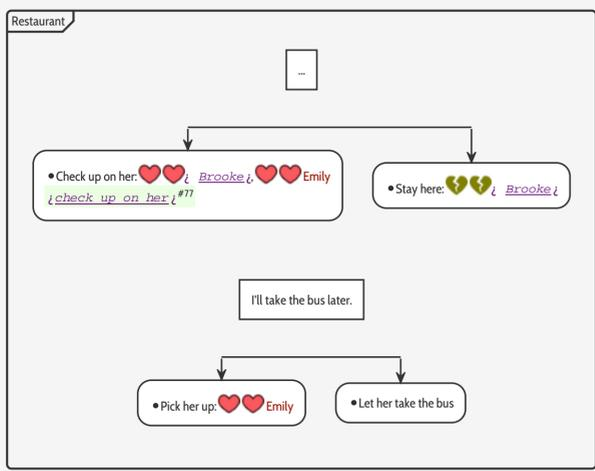 Restaurant
...
Check up on her: ¿ Brooke¿, Emily
¿check up on her¿#77
Stay here: ¿ Brooke¿
I'll take the bus later.
Pick her up: Emily
Let her take the bus